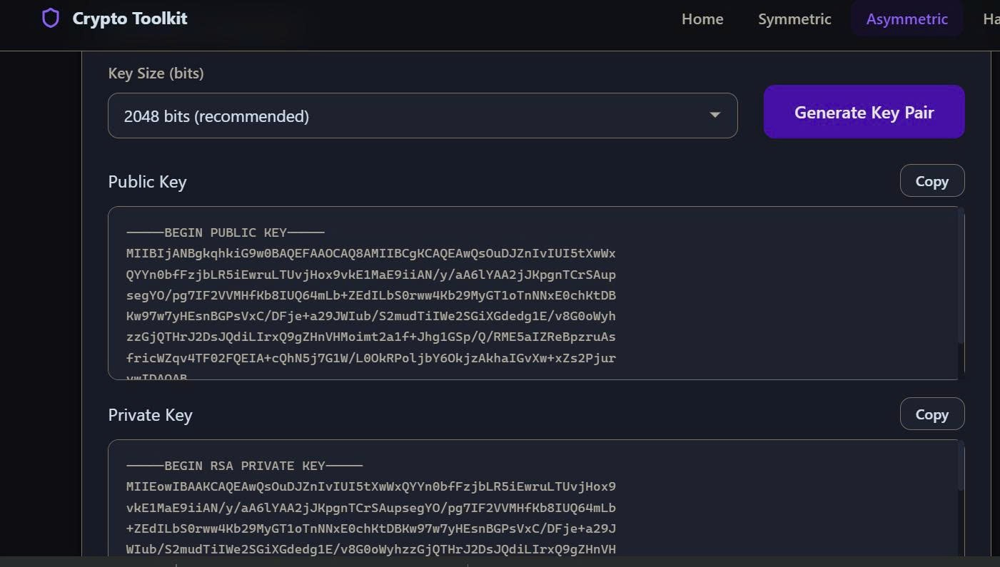 Crypto Toolkit
Home Symmetric Asymmetric Ha
Key Size (bits)
2048 bits (recommended)
Generate Key Pair
Public Key
Copy
-----BEGIN PUBLIC KEY-----
MIIBIjANBgkqhkiG9w0BAQEFAAOCAQ8AMIIBCgKCAQEAwQsOuDJZnIvIUI5tXwWx
QYYn0bfFzjbLR5iEwruLTUvjHox9vkE1MaE9iiAN/y/aA6lYAA2jJKpgnTCrSAup
segYO/pg7IF2VVMHfKb8IUQ64mLb+ZEdILbS0rww4Kb29MyGT1oTnNNxE0chKtDB
Kw97w7yHEsnBGPsVxC/DFje+a29JWIub/S2mudTiIWe2SGiXGdedg1E/v8G0oWyh
zzGjQTHrJ2DsJQdiLIrxQ9gZHnVHMoimt2a1f+Jhg1GSp/Q/RME5aIZReBpzruAs
fricWZqv4TF02FQEIA+cQhN5j7G1W/L0OkRPoljbY6OkjzAkhaIGvXw+xZs2Pjur
vwIDAQAB
Private Key
Copy
-----BEGIN RSA PRIVATE KEY-----
MIIEowIBAAKCAQEAwQsOuDJZnIvIUI5tXwWxQYYn0bfFzjbLR5iEwruLTUvjHox9
vkE1MaE9iiAN/y/aA6lYAA2jJKpgnTCrSAupsegYO/pg7IF2VVMHfKb8IUQ64mLb
+ZEdILbS0rww4Kb29MyGT1oTnNNxE0chKtDBKw97w7yHEsnBGPsVxC/DFje+a29J
WIub/S2mudTiIWe2SGiXGdedg1E/v8G0oWyhzzGjQTHrJ2DsJQdiLIrxQ9gZHnVH